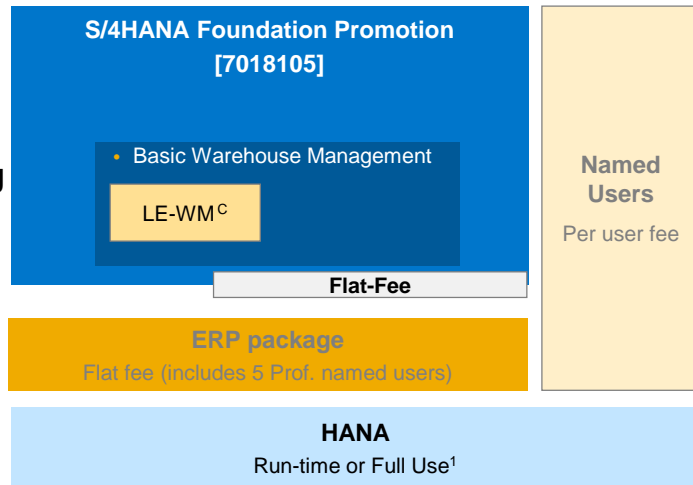 S/4HANA Foundation Promotion
[7018105]
• Basic Warehouse Management
LE-WM C
Flat-Fee
Named
Users
Per user fee
ERP package
Flat fee (includes 5 Prof. named users)
HANA
Run-time or Full Use1